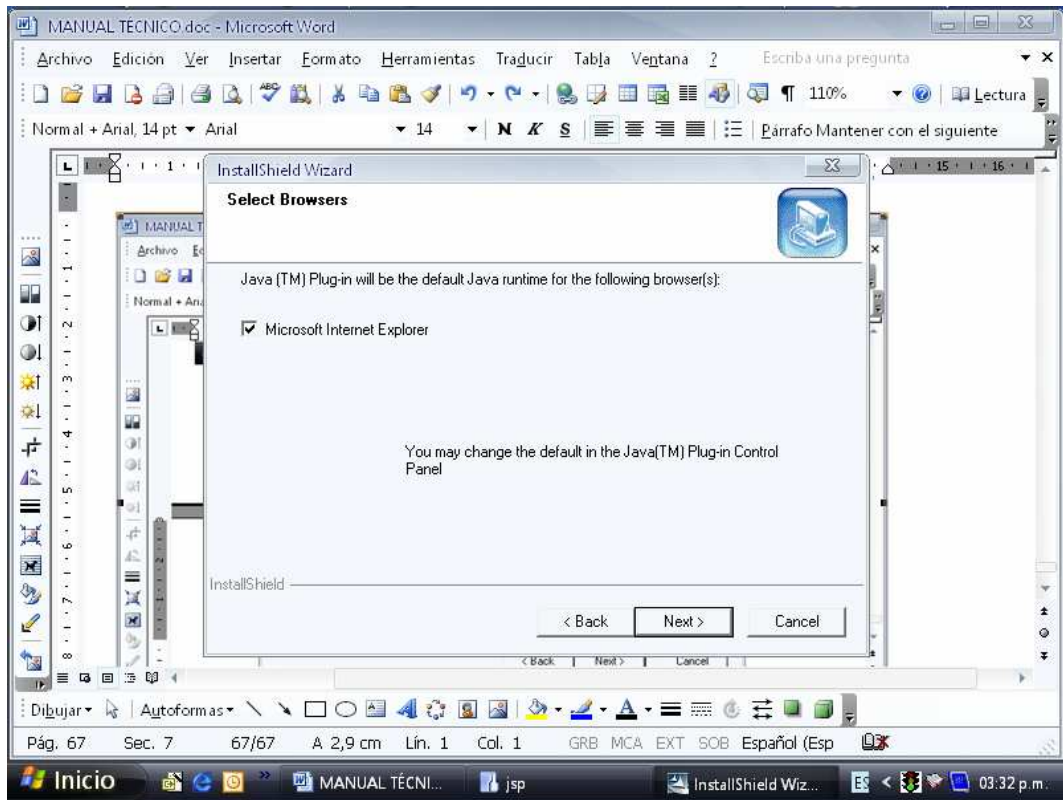 MANUAL TÉCNICO.doc - Microsoft Word
Archivo Edición Ver Insertar Formato Herramientas Traducir Tabla Ventana ? Escriba una pregunta
110% Lectura
Normal + Arial, 14 pt Arial 14 N K S Párrafo Mantener con el siguiente
L 1 15 16
InstallShield Wizard
Select Browsers
MANUAL T
Archivo
Java (TM) Plug-in will be the default Java runtime for the following browser(s):
Normal + Aria
Microsoft Internet Explorer
You may change the default in the Java(TM) Plug-in Control
Panel
InstallShield
< Back Next > Cancel
< Back Next > Cancel
Dibujar Autoformas
Pág. 67 Sec. 7 67/67 A 2,9 cm Lín. 1 Col. 1 GRB MCA EXT SOB Español (Esp
Inicio MANUAL TÉCNI... jsp InstallShield Wiz... ES 03:32 p.m.